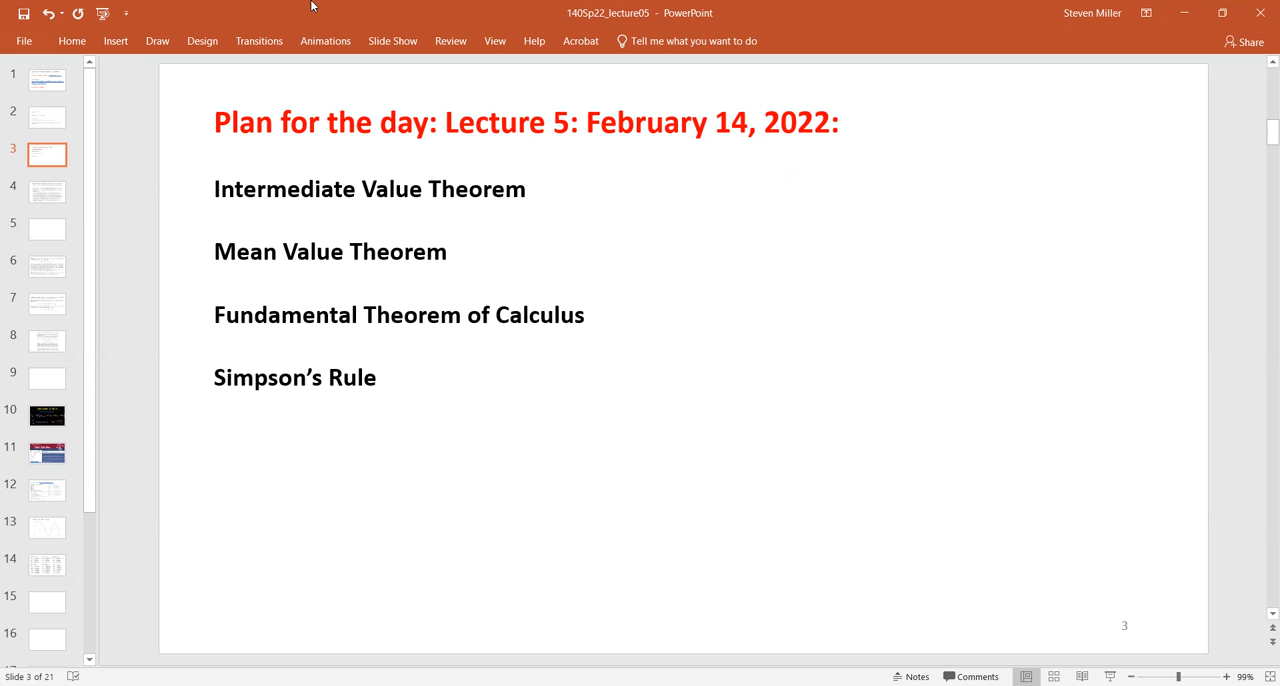 140Sp22_lecture05 - PowerPoint
Steven Miller
File Home Insert Draw Design Transitions Animations Slide Show Review View Help Acrobat Tell me what you want to do
Share
1
2
3
4
5
6
7
8
9
10
11
12
13
14
15
16
Plan for the day: Lecture 5: February 14, 2022:
Intermediate Value Theorem
Mean Value Theorem
Fundamental Theorem of Calculus
Simpson’s Rule
3
Slide 3 of 21
Notes Comments 99%